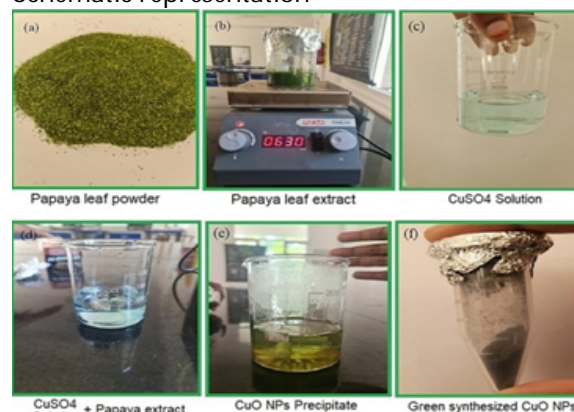 Schematic representation
(a)
(b)
(c)
0630
Papaya leaf powder
Papaya leaf extract
CuSO4 Solution
(d)
(e)
(f)
CuSO4 + Papaya extract
CuO NPs Precipitate
Green synthesized CuO NPs